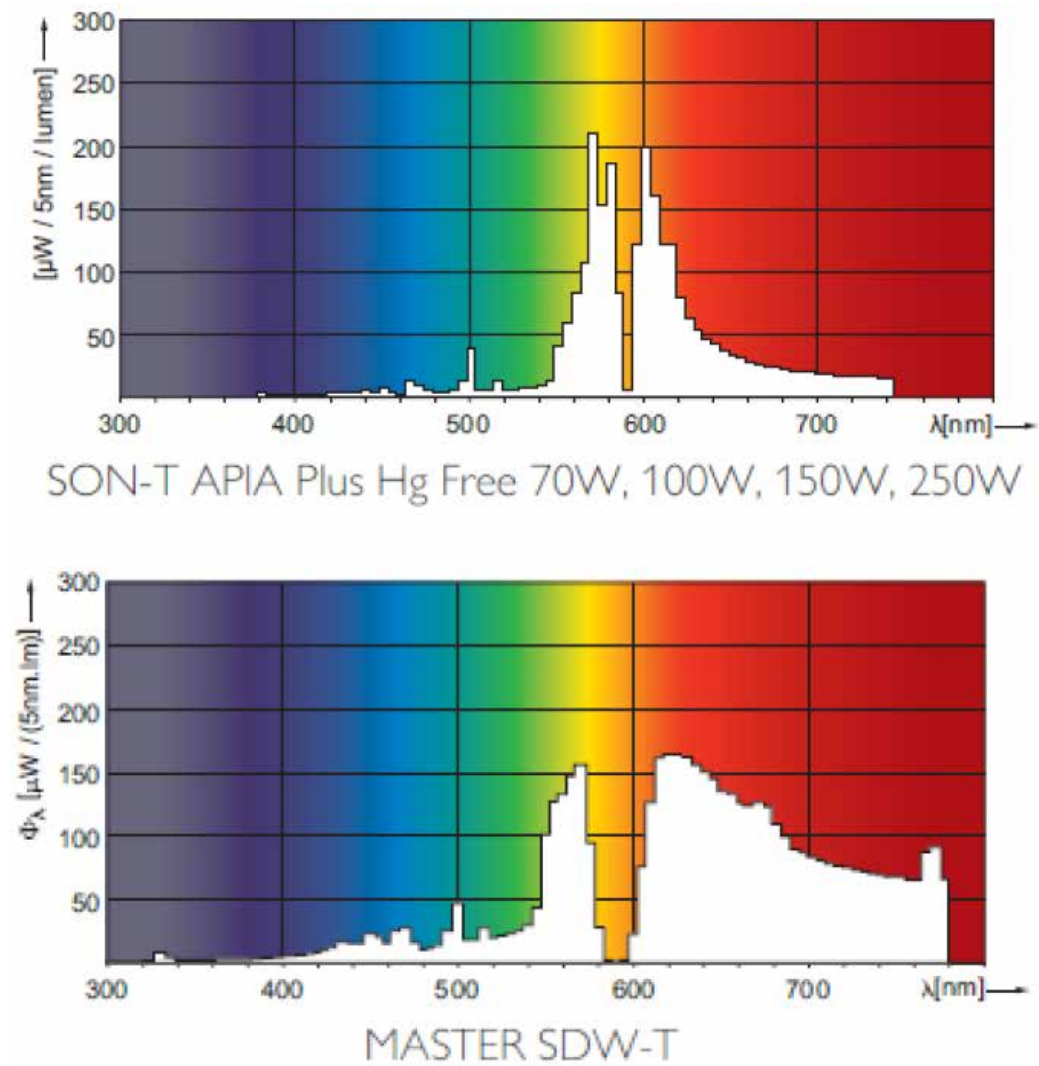 300
250
200
150
100
50
[µW / 5nm / lumen]
300 400 500 600 700 λ[nm]
SON-T APIA Plus Hg Free 70W, 100W, 150W, 250W
300
250
200
150
100
50
Φλ [µW / (5nm.lm)]
300 400 500 600 700 λ[nm]
MASTER SDW-T